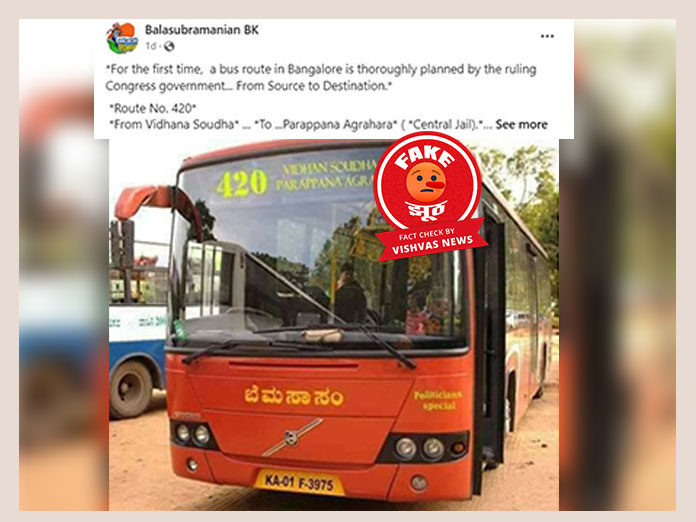 Balasubramanian BK
1d
*For the first time, a bus route in Bangalore is thoroughly planned by the ruling
Congress government... From Source to Destination.*
*Route No. 420*
*From Vidhana Soudha* ... *To ...Parappana Agrahara* ( *Central Jail).*... See more
FAKE
झूठ
FACT CHECK BY
VISHVAS NEWS
420
VIDHAN SOUDHA
PARAPPANA AGRA
ಬೆಮಸಾಸಂ
Politicians
special
VOLVO
KA-01 F-3975